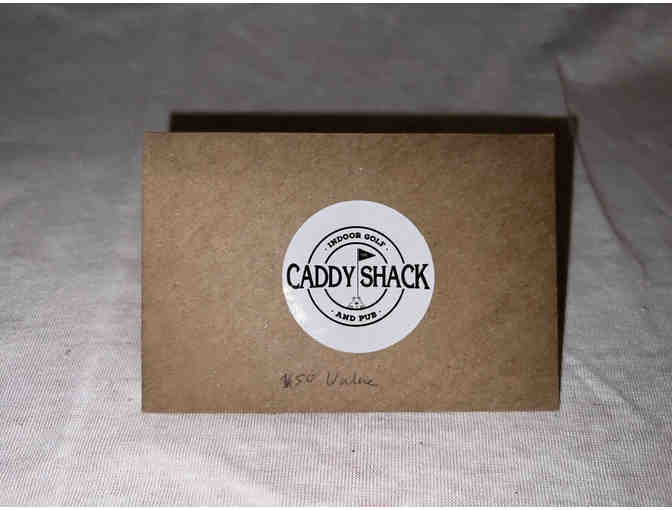 · INDOOR GOLF ·
CADDY SHACK
· AND PUB ·
$50 Value